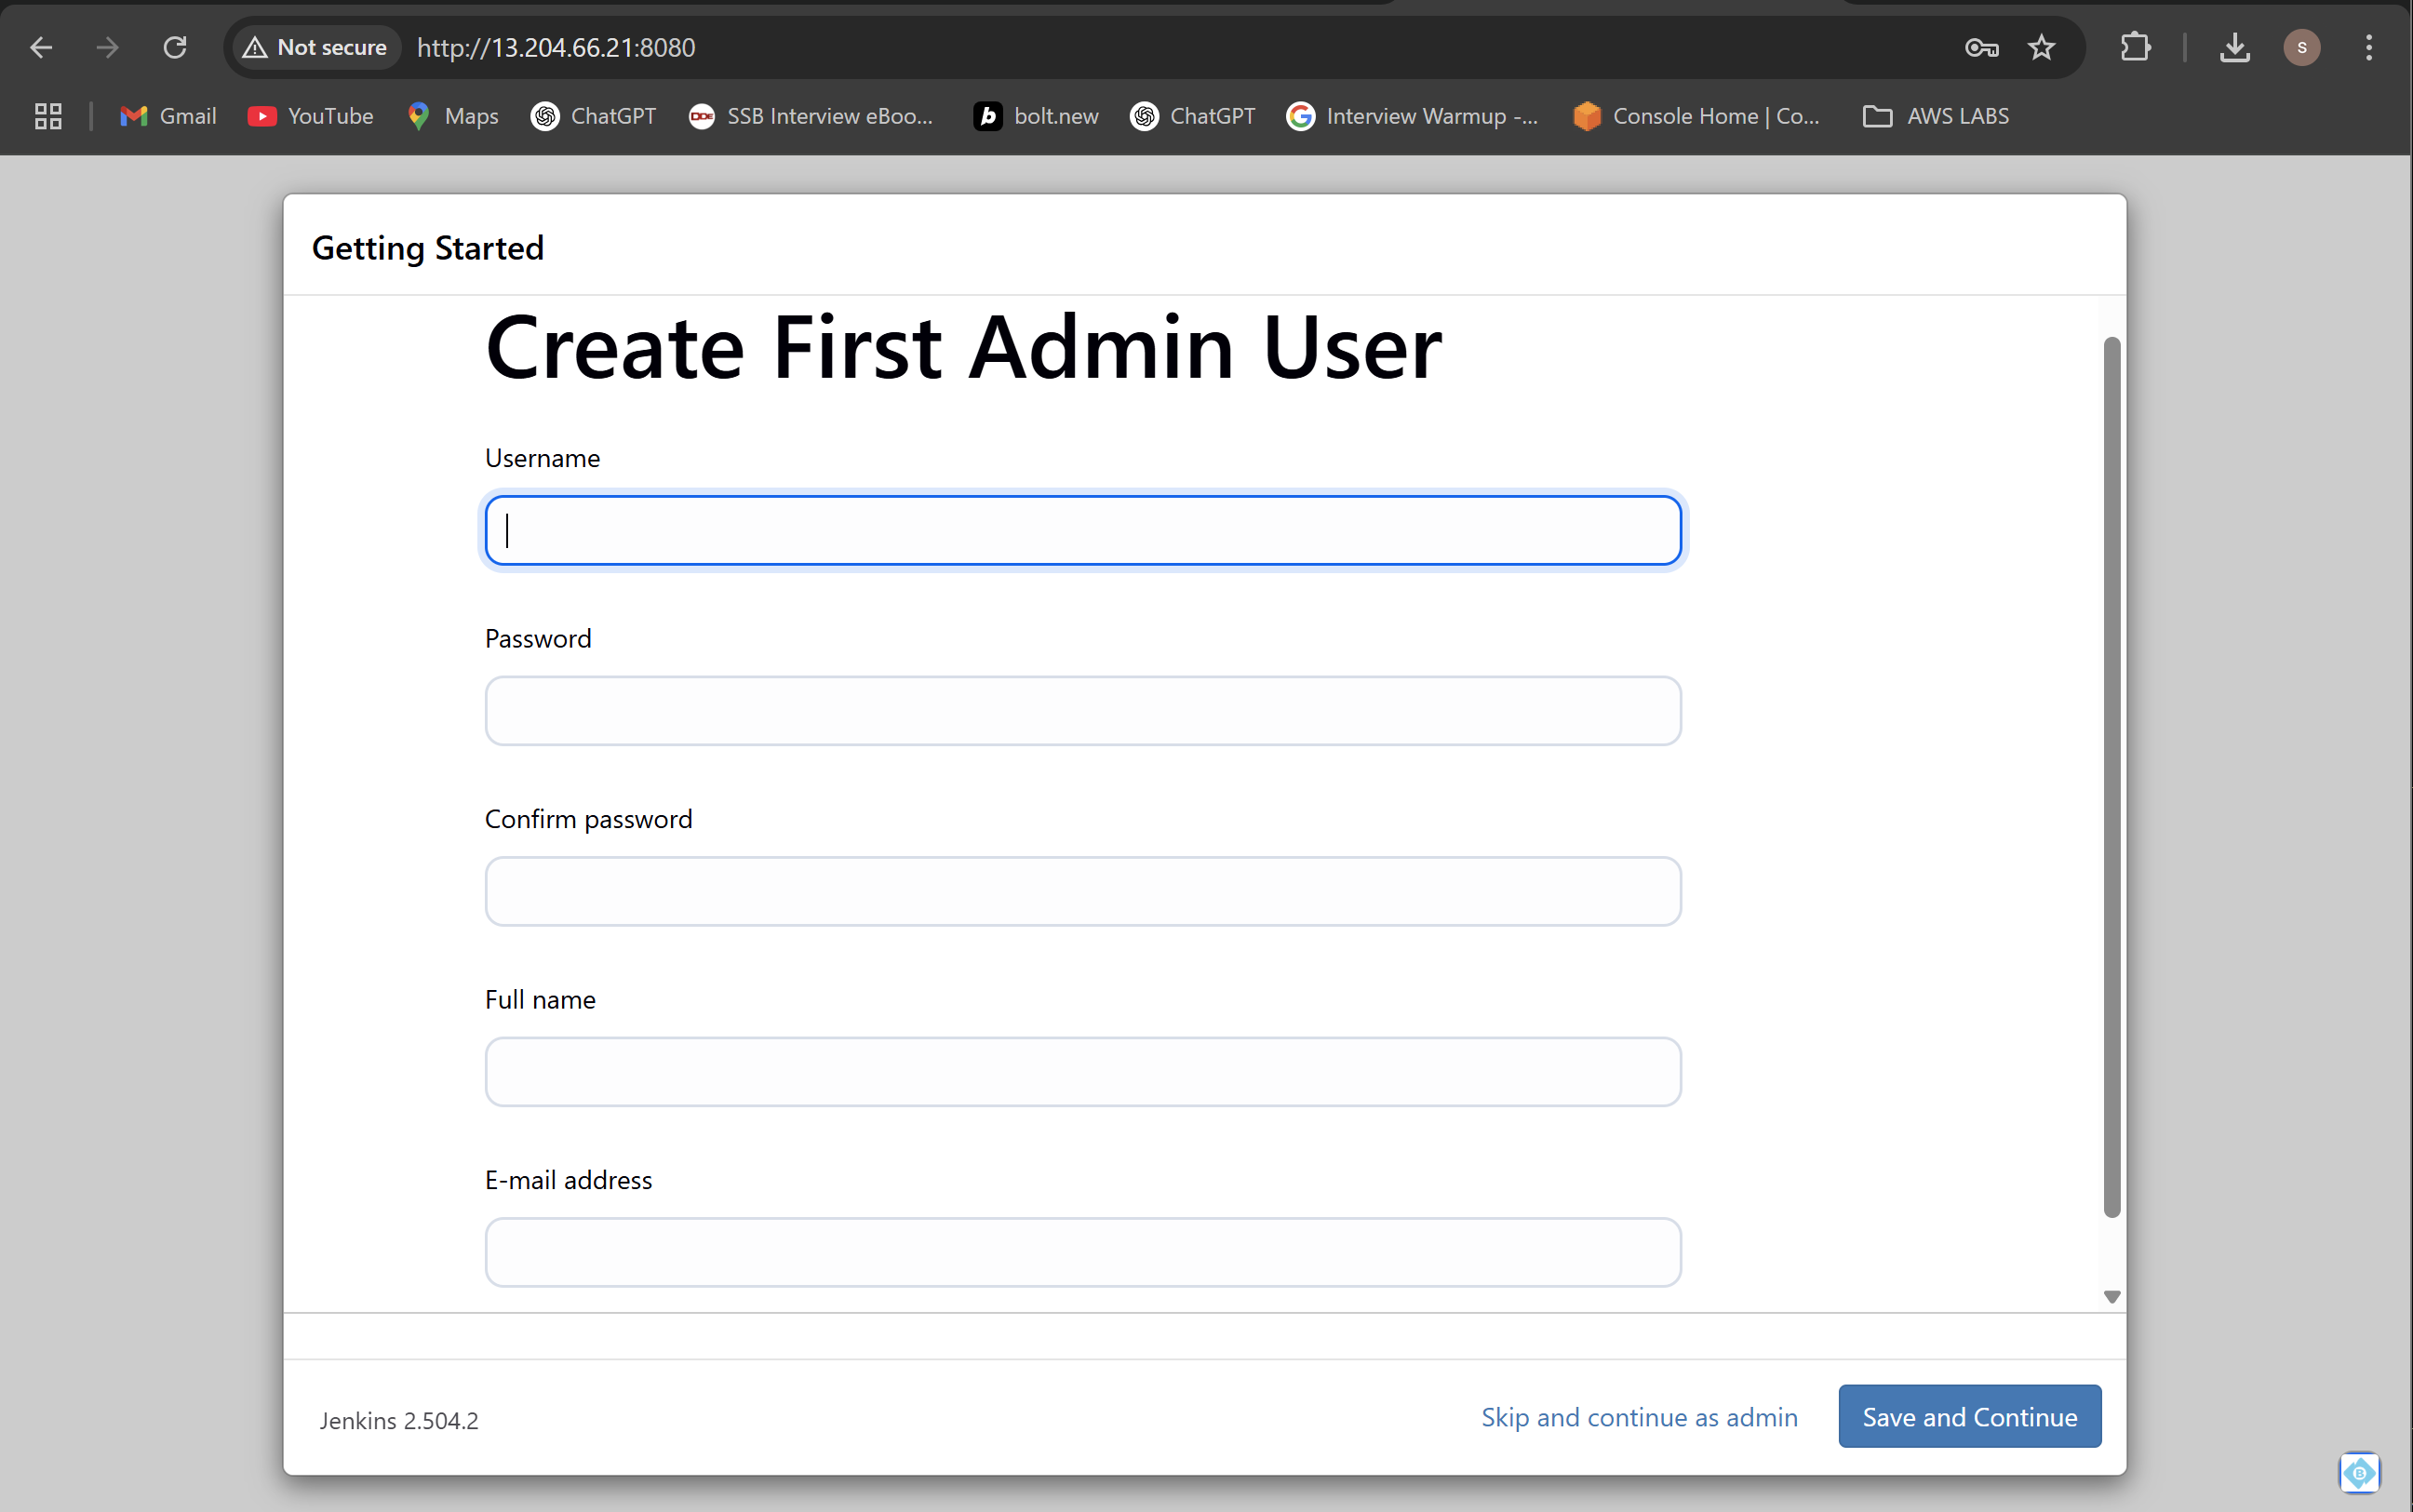 Not secure http://13.204.66.21:8080 s
Gmail YouTube Maps ChatGPT DDE SSB Interview eBoo... b bolt.new ChatGPT G Interview Warmup -... Console Home | Co... AWS LABS
Getting Started
Create First Admin User
Username
Password
Confirm password
Full name
E-mail address
Jenkins 2.504.2 Skip and continue as admin Save and Continue
B